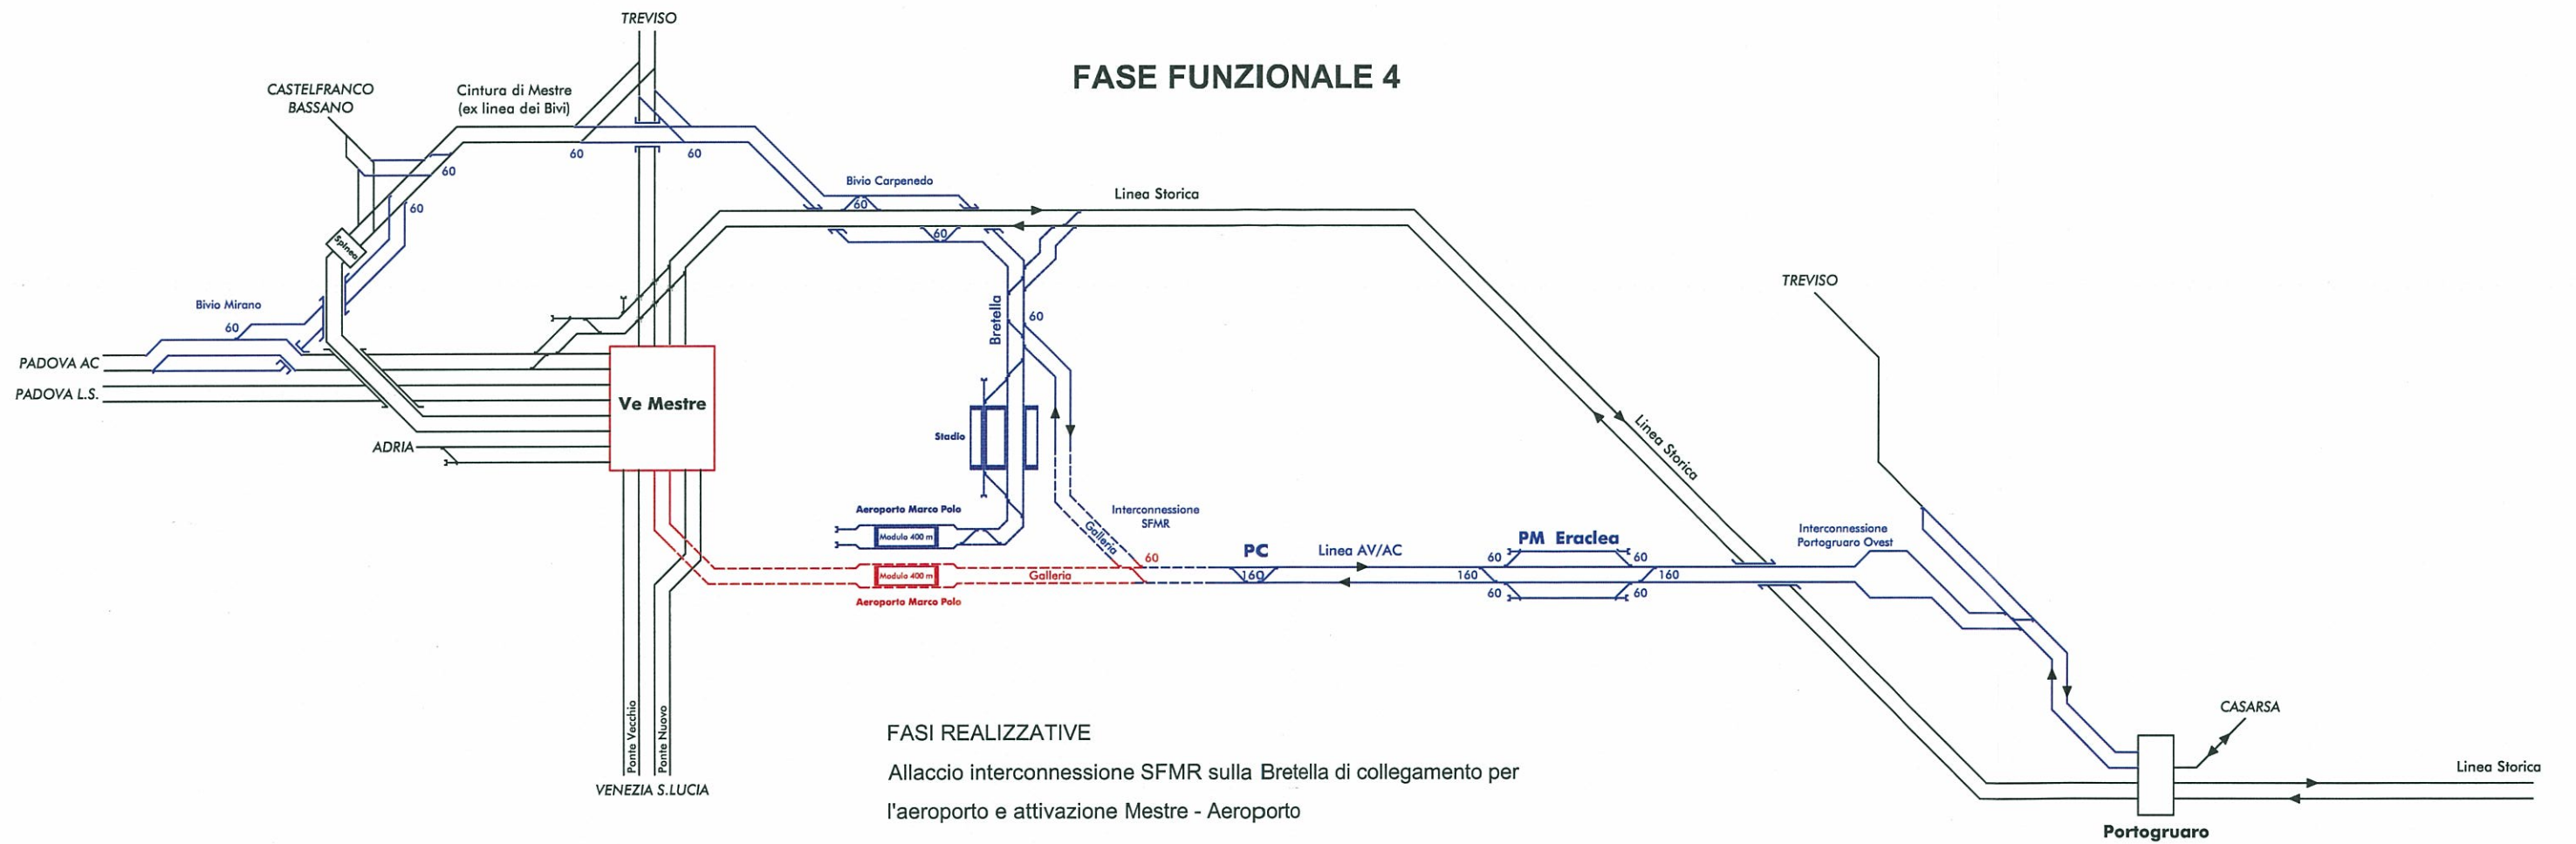 TREVISO
FASE FUNZIONALE 4
CASTELFRANCO
BASSANO
Cintura di Mestre
(ex linea dei Bivi)
60
60
60
60
Bivio Carpenedo
60
60
Linea Storica
Spinea
Bivio Mirano
60
PADOVA AC
PADOVA L.S.
Ve Mestre
ADRIA
Bretella
60
Stadio
TREVISO
Linea Storica
Aeroporto Marco Polo
Modulo 400 m
Interconnessione
SFMR
Galleria
60
Modulo 400 m
Galleria
Aeroporto Marco Polo
PC
160
Linea AV/AC
PM Eraclea
60
60
160
160
60
60
Interconnessione
Portogruaro Ovest
Ponte Vecchio
Ponte Nuovo
VENEZIA S.LUCIA
FASI REALIZZATIVE
Allaccio interconnessione SFMR sulla Bretella di collegamento per
l'aeroporto e attivazione Mestre - Aeroporto
CASARSA
Linea Storica
Portogruaro